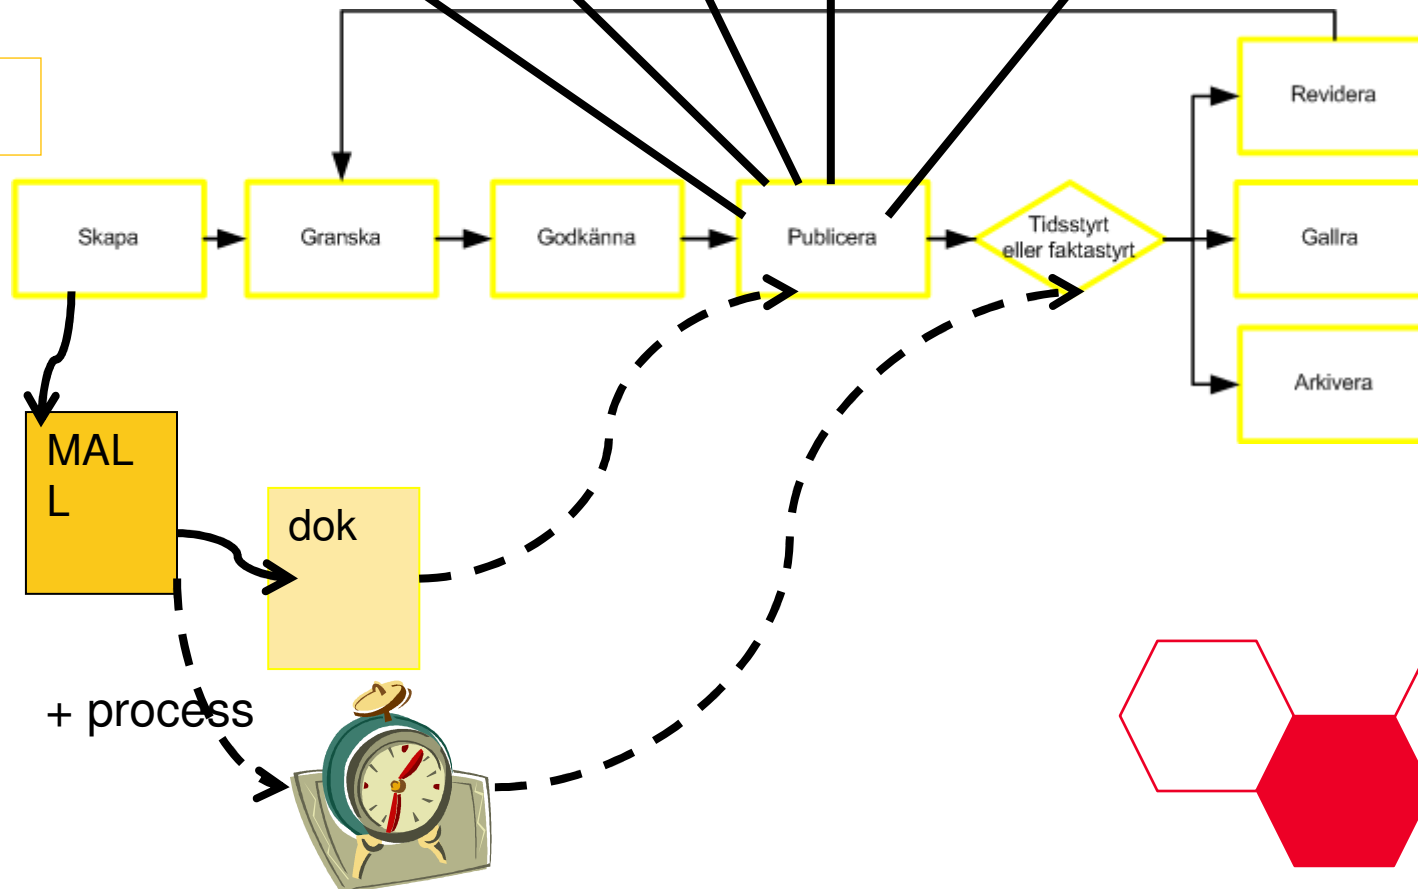 Revidera
Skapa
Granska
Godkänna
Publicera
Tidsstyrt
eller faktastyrt
Gallra
Arkivera
MAL
L
dok
+ process